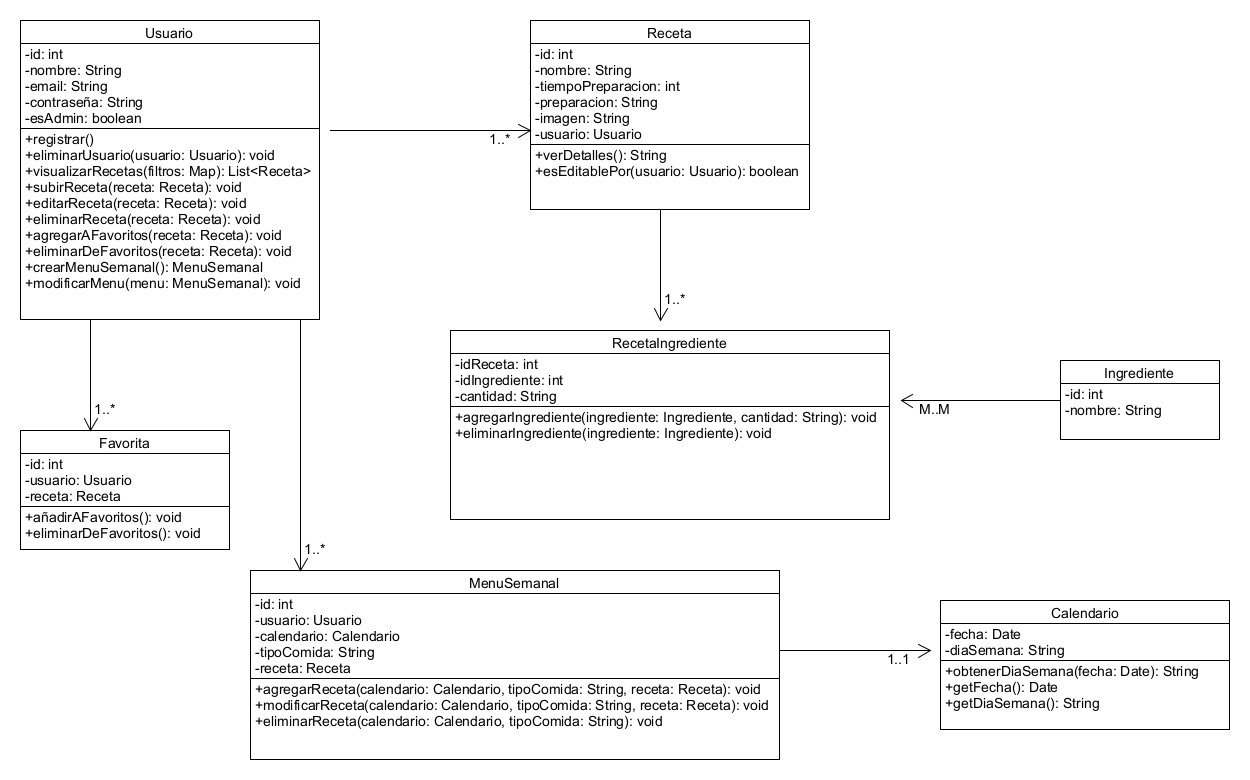 Usuario
-id: int
-nombre: String
-email: String
-contraseña: String
-esAdmin: boolean
+registrar()
+eliminarUsuario(usuario: Usuario): void
+visualizarRecetas(filtros: Map): List<Receta>
+subirReceta(receta: Receta): void
+editarReceta(receta: Receta): void
+eliminarReceta(receta: Receta): void
+agregarAFavoritos(receta: Receta): void
+eliminarDeFavoritos(receta: Receta): void
+crearMenuSemanal(): MenuSemanal
+modificarMenu(menu: MenuSemanal): void
1..*
Receta
-id: int
-nombre: String
-tiempoPreparacion: int
-preparacion: String
-imagen: String
-usuario: Usuario
+verDetalles(): String
+esEditablePor(usuario: Usuario): boolean
1..*
RecetaIngrediente
-idReceta: int
-idIngrediente: int
-cantidad: String
+agregarIngrediente(ingrediente: Ingrediente, cantidad: String): void
+eliminarIngrediente(ingrediente: Ingrediente): void
M..M
Ingrediente
-id: int
-nombre: String
1..*
Favorita
-id: int
-usuario: Usuario
-receta: Receta
+añadirAFavoritos(): void
+eliminarDeFavoritos(): void
1..*
MenuSemanal
-id: int
-usuario: Usuario
-calendario: Calendario
-tipoComida: String
-receta: Receta
+agregarReceta(calendario: Calendario, tipoComida: String, receta: Receta): void
+modificarReceta(calendario: Calendario, tipoComida: String, receta: Receta): void
+eliminarReceta(calendario: Calendario, tipoComida: String): void
1..1
Calendario
-fecha: Date
-diaSemana: String
+obtenerDiaSemana(fecha: Date): String
+getFecha(): Date
+getDiaSemana(): String